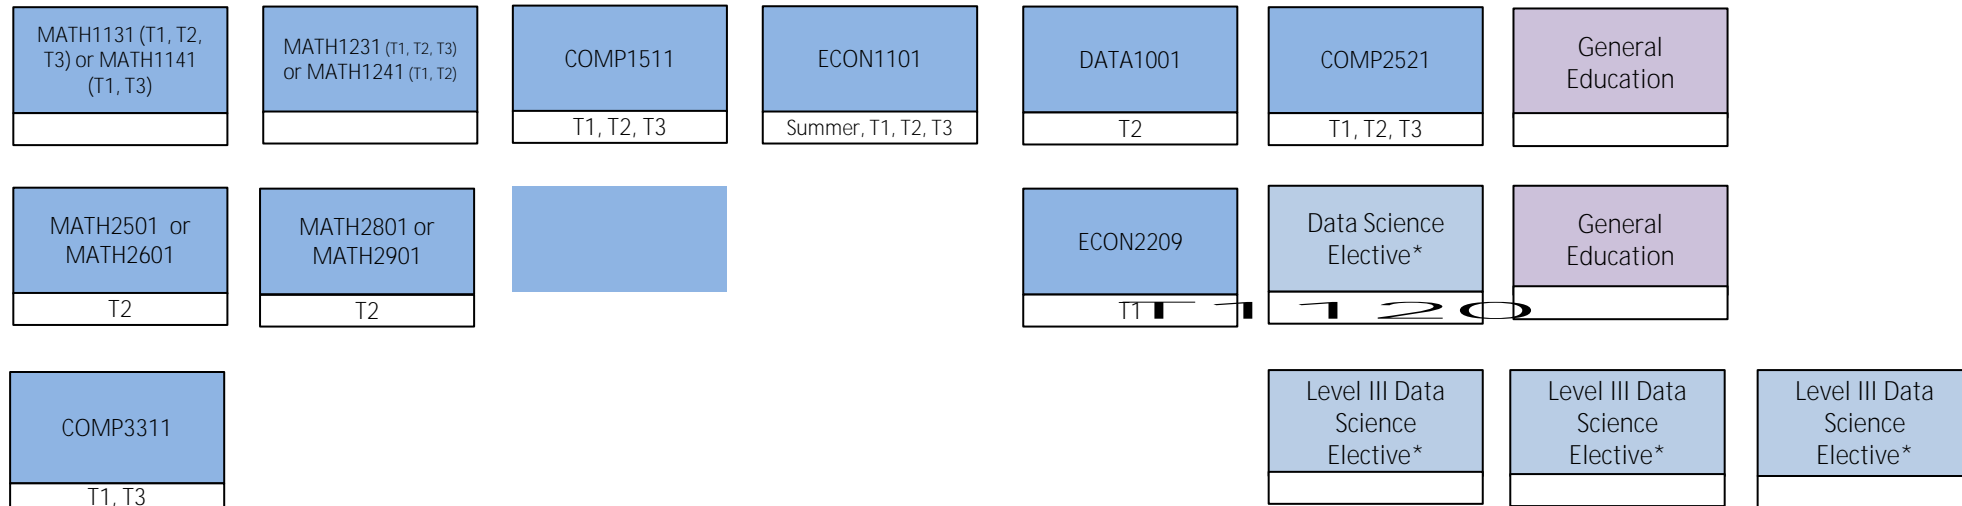 MATH1131 (T1, T2,
T3) or MATH1141
(T1, T3)
MATH1231 (T1, T2, T3)
or MATH1241 (T1, T2)
COMP1511
T1, T2, T3
ECON1101
Summer, T1, T2, T3
DATA1001
T2
COMP2521
T1, T2, T3
General
Education
MATH2501 or
MATH2601
T2
MATH2801 or
MATH2901
T2
ECON2209
T1
Data Science
Elective*
T1 1 20
General
Education
COMP3311
T1, T3
Level III Data
Science
Elective*
Level III Data
Science
Elective*
Level III Data
Science
Elective*